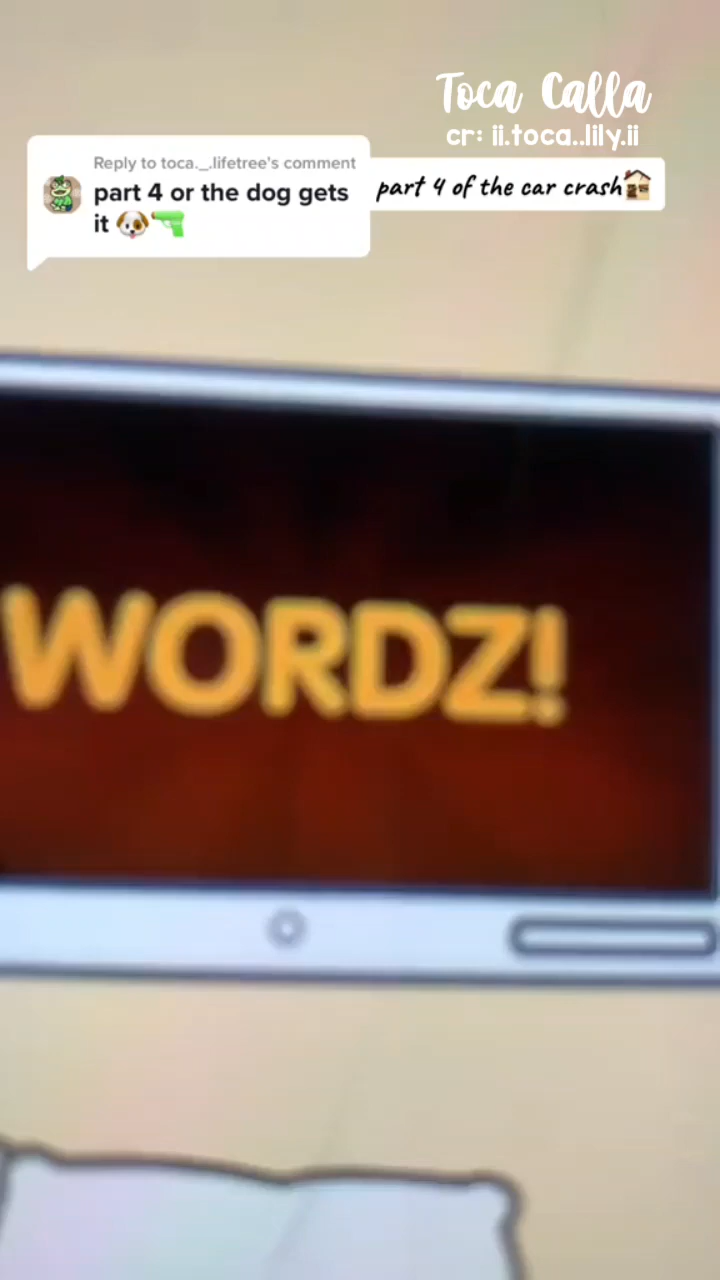 Toca Calla
cr: ii.toca..lily.ii
Reply to toca._.lifetree's comment
part 4 or the dog gets
it 🐶🔫
part 4 of the car crash🏚️
WORDZ!